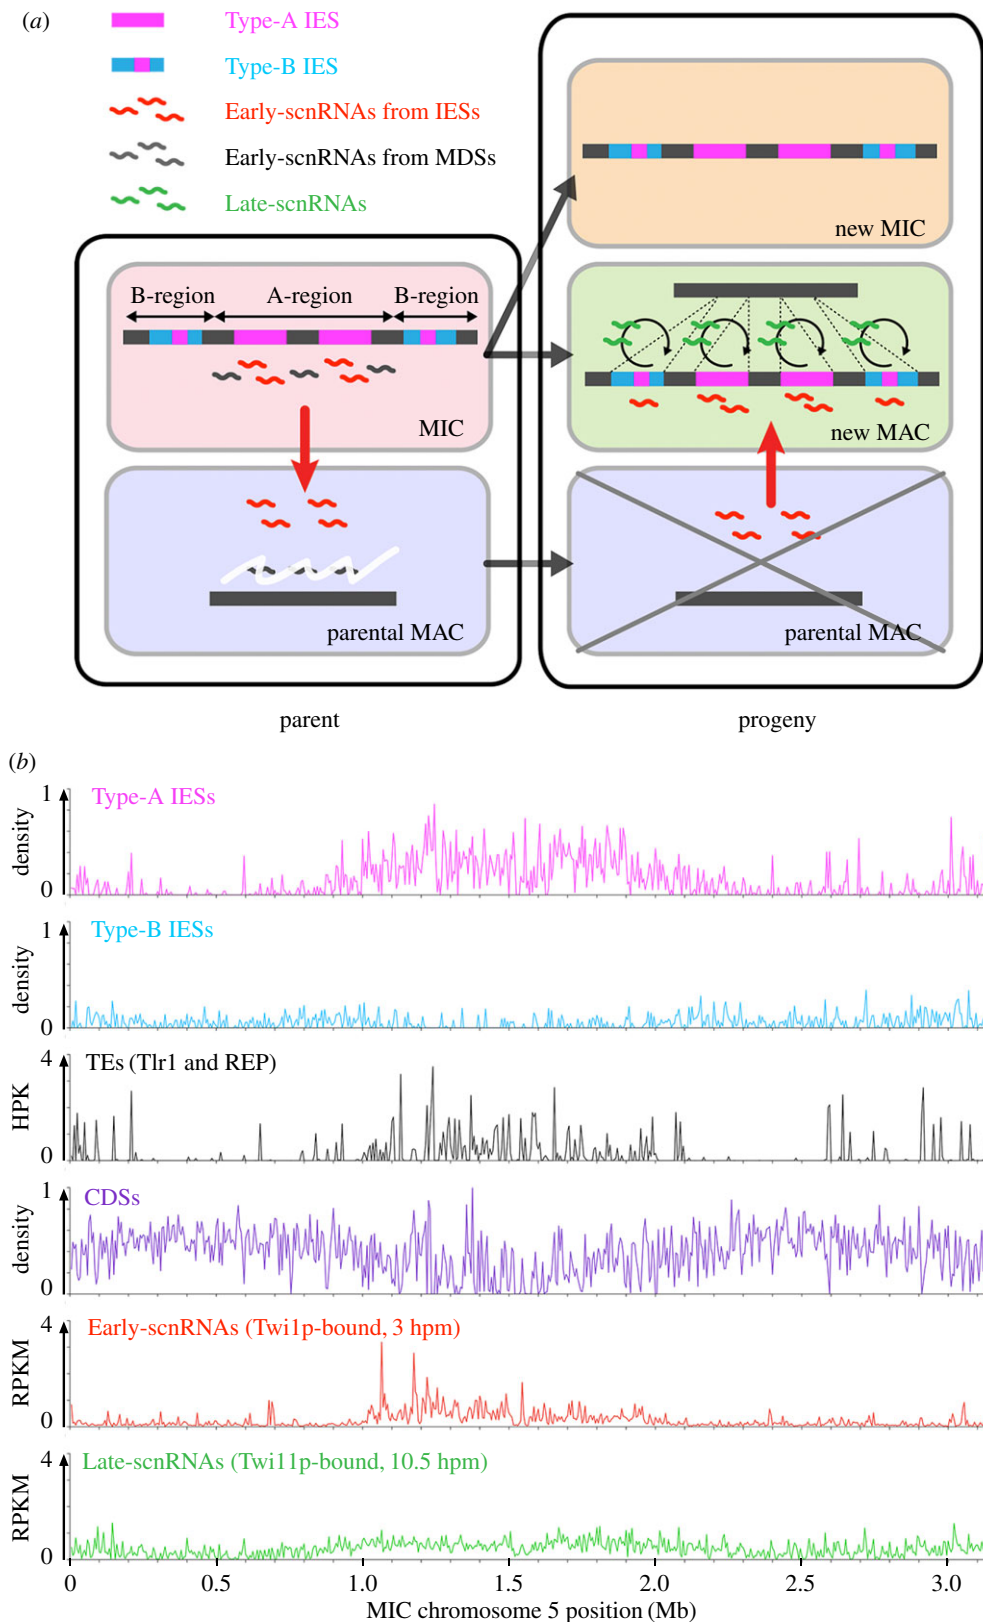 (a)
Type-A IES
Type-B IES
Early-scnRNAs from IESs
Early-scnRNAs from MDSs
Late-scnRNAs
new MIC
B-region
A-region
B-region
MIC
new MAC
parental MAC
parental MAC
parent
progeny
(b)
Type-A IESs
1
density
0
Type-B IESs
1
density
0
TEs (Tlr1 and REP)
4
HPK
0
CDSs
1
density
0
Early-scnRNAs (Twi1p-bound, 3 hpm)
4
RPKM
0
Late-scnRNAs (Twi11p-bound, 10.5 hpm)
4
RPKM
0
0 0.5 1.0 1.5 2.0 2.5 3.0
MIC chromosome 5 position (Mb)